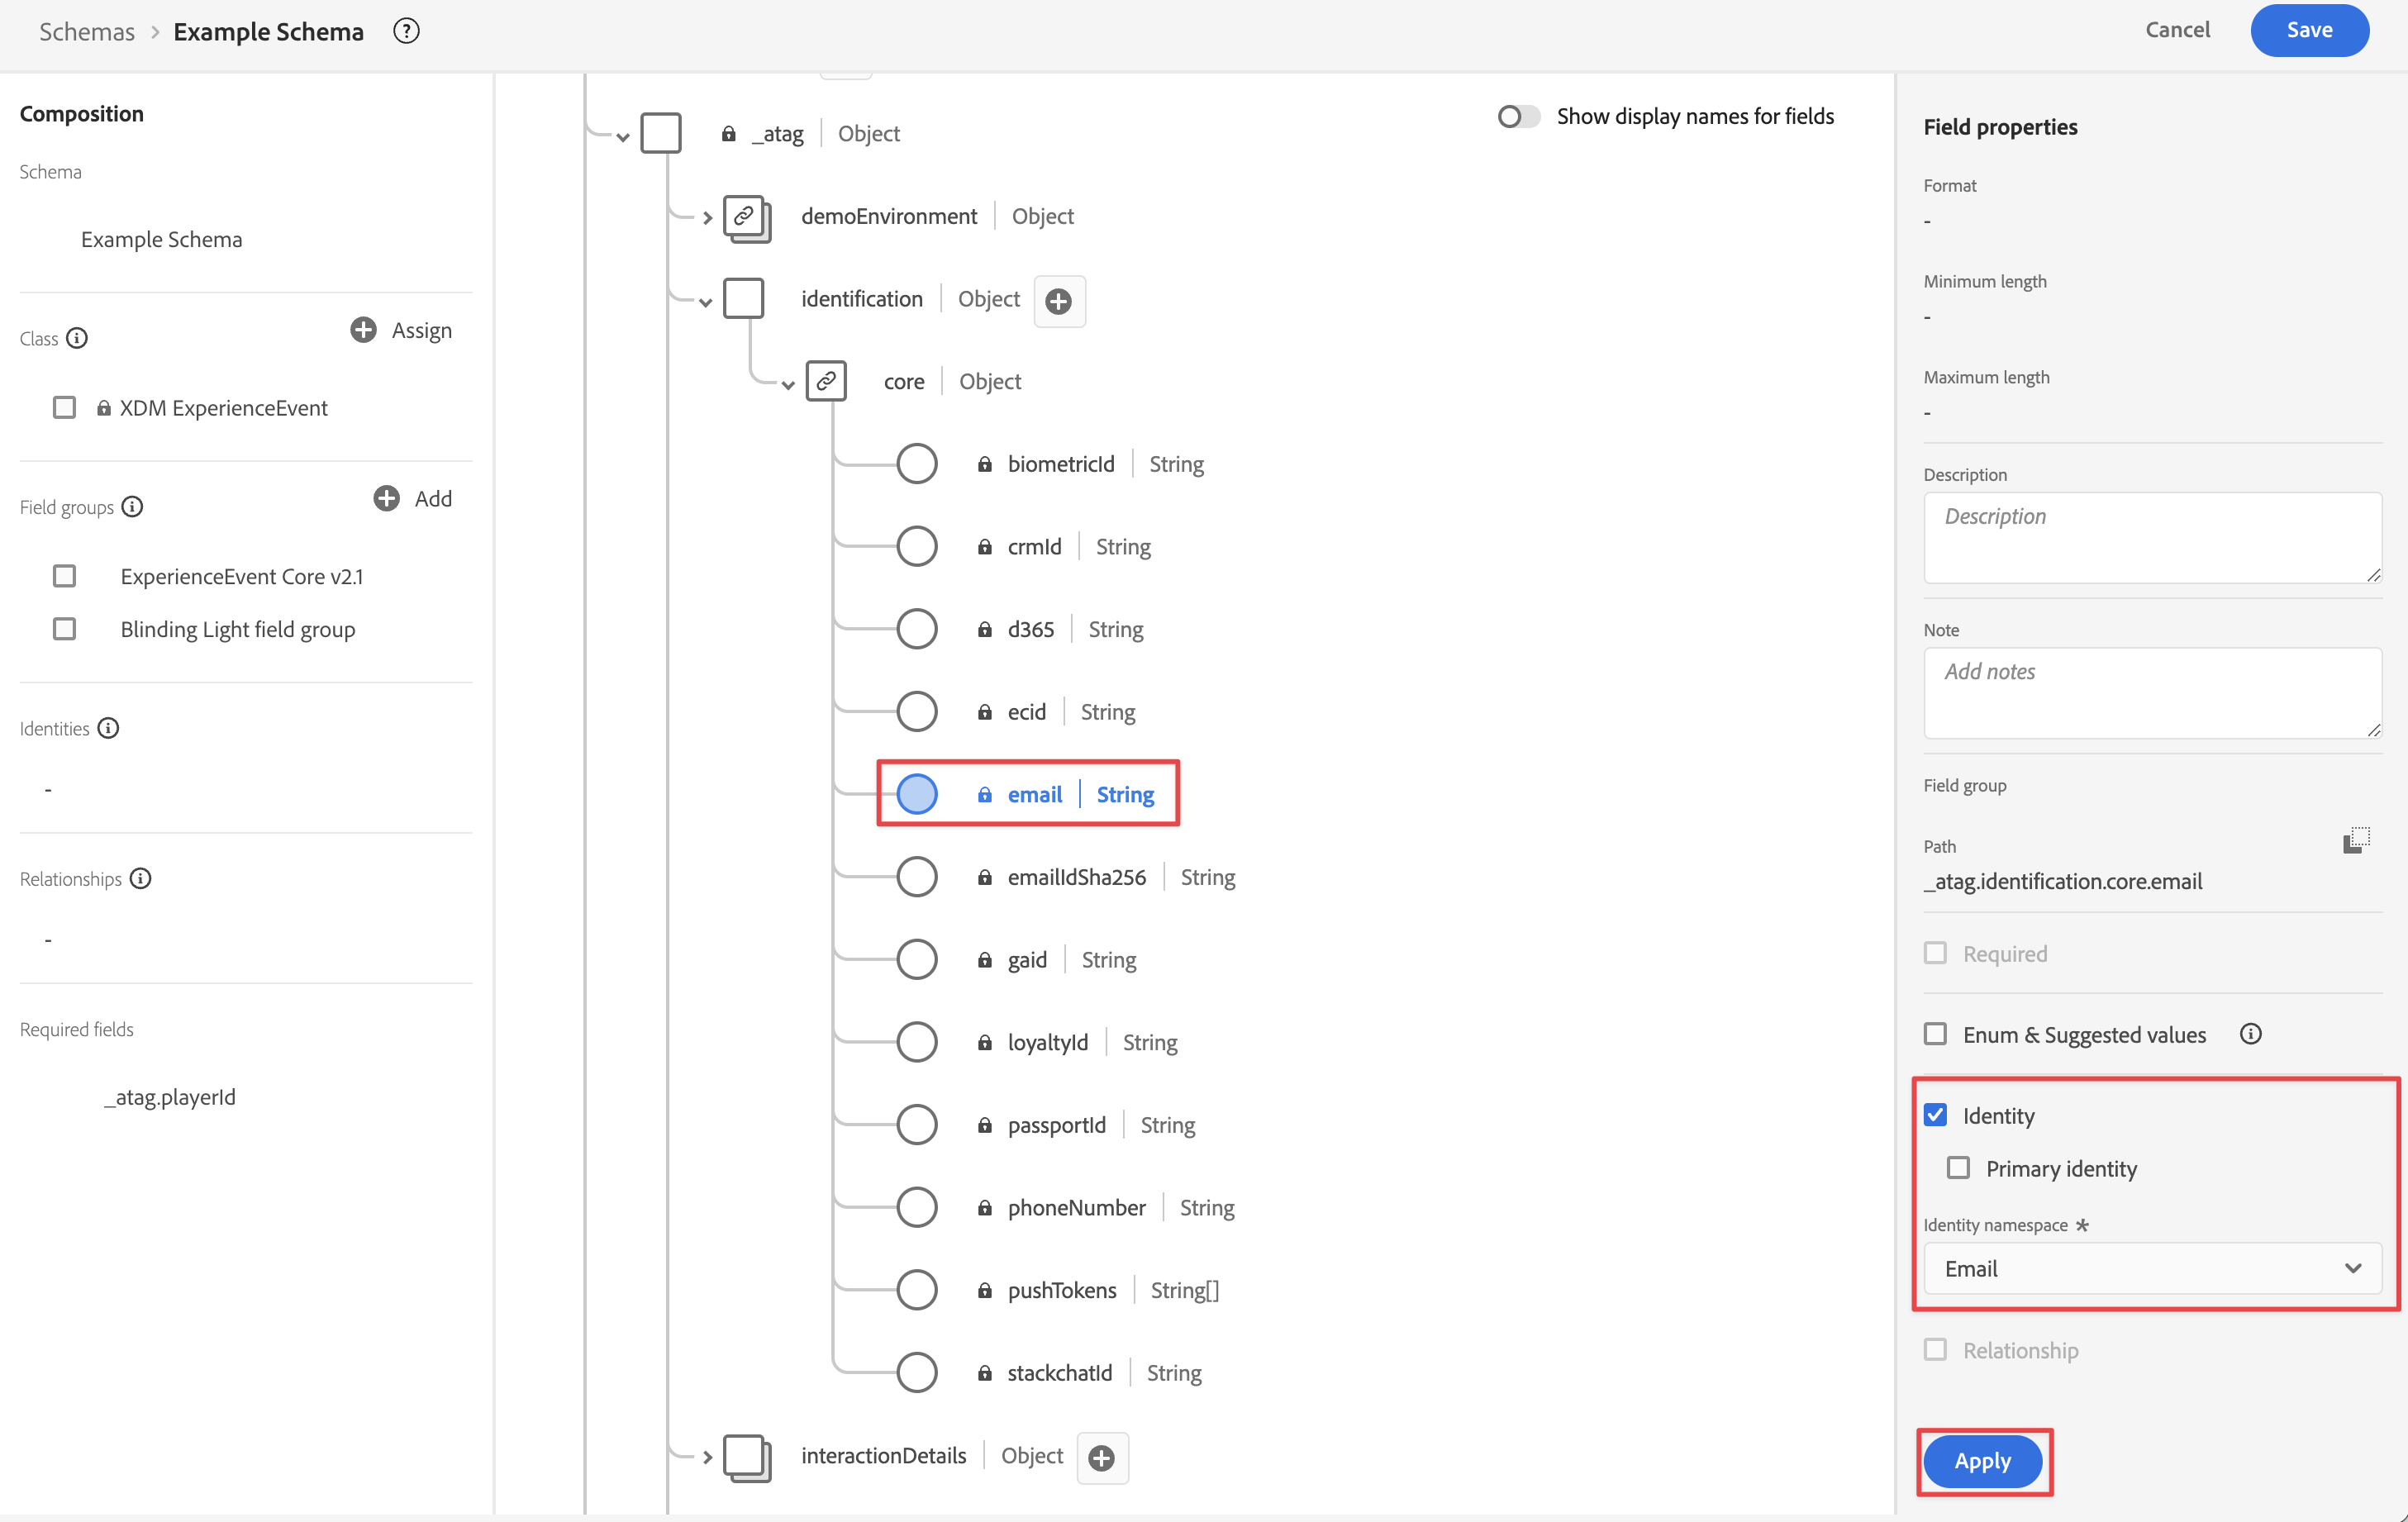 Schemas > Example Schema ?
Cancel
Save
Composition
Schema
Example Schema
Class
Assign
XDM ExperienceEvent
Field groups
Add
ExperienceEvent Core v2.1
Blinding Light field group
Identities
-
Relationships
-
Required fields
_atag.playerId
Show display names for fields
_atag | Object
demoEnvironment | Object
identification | Object
core | Object
biometricId | String
crmId | String
d365 | String
ecid | String
email | String
emailIdSha256 | String
gaid | String
loyaltyId | String
passportId | String
phoneNumber | String
pushTokens | String[]
stackchatId | String
interactionDetails | Object
Field properties
Format
-
Minimum length
-
Maximum length
-
Description
Description
Note
Add notes
Field group
Path
_atag.identification.core.email
Required
Enum & Suggested values
Identity
Primary identity
Identity namespace *
Email
Relationship
Apply